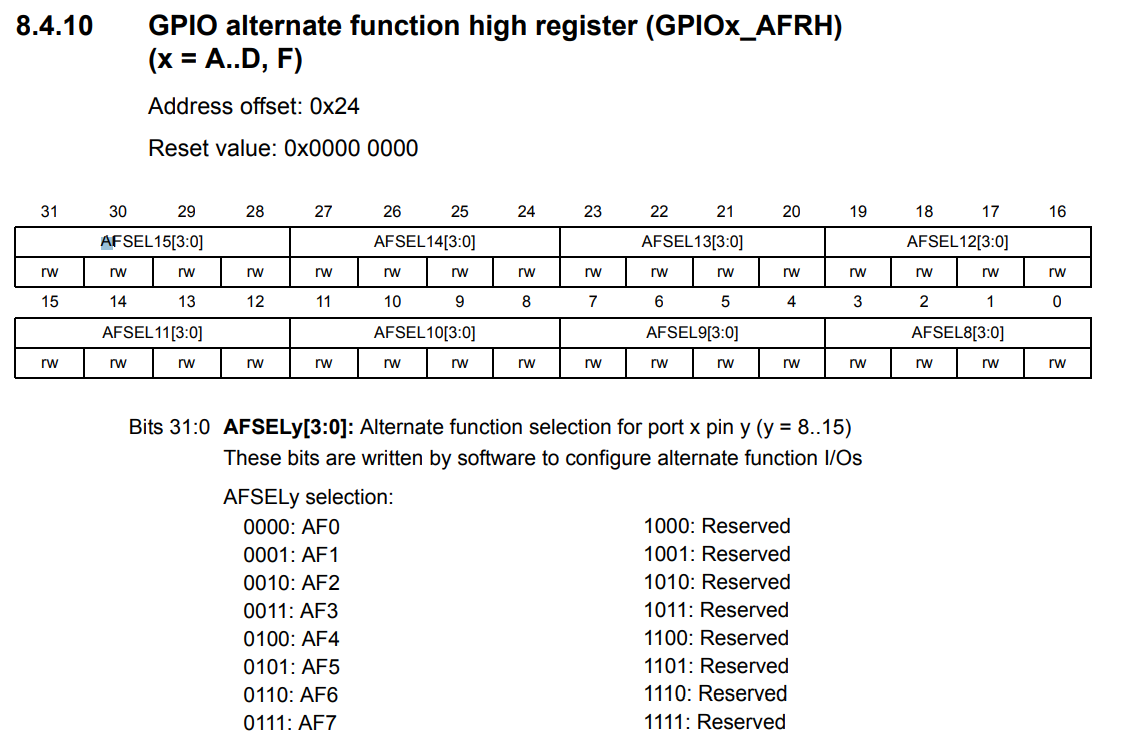 8.4.10 GPIO alternate function high register (GPIOx_AFRH)
(x = A..D, F)
Address offset: 0x24
Reset value: 0x0000 0000
31 30 29 28 27 26 25 24 23 22 21 20 19 18 17 16
AFSEL15[3:0] AFSEL14[3:0] AFSEL13[3:0] AFSEL12[3:0]
rw rw rw rw rw rw rw rw rw rw rw rw rw rw rw rw
15 14 13 12 11 10 9 8 7 6 5 4 3 2 1 0
AFSEL11[3:0] AFSEL10[3:0] AFSEL9[3:0] AFSEL8[3:0]
rw rw rw rw rw rw rw rw rw rw rw rw rw rw rw rw
Bits 31:0 AFSELy[3:0]: Alternate function selection for port x pin y (y = 8..15)
These bits are written by software to configure alternate function I/Os
AFSELy selection:
0000: AF0 1000: Reserved
0001: AF1 1001: Reserved
0010: AF2 1010: Reserved
0011: AF3 1011: Reserved
0100: AF4 1100: Reserved
0101: AF5 1101: Reserved
0110: AF6 1110: Reserved
0111: AF7 1111: Reserved